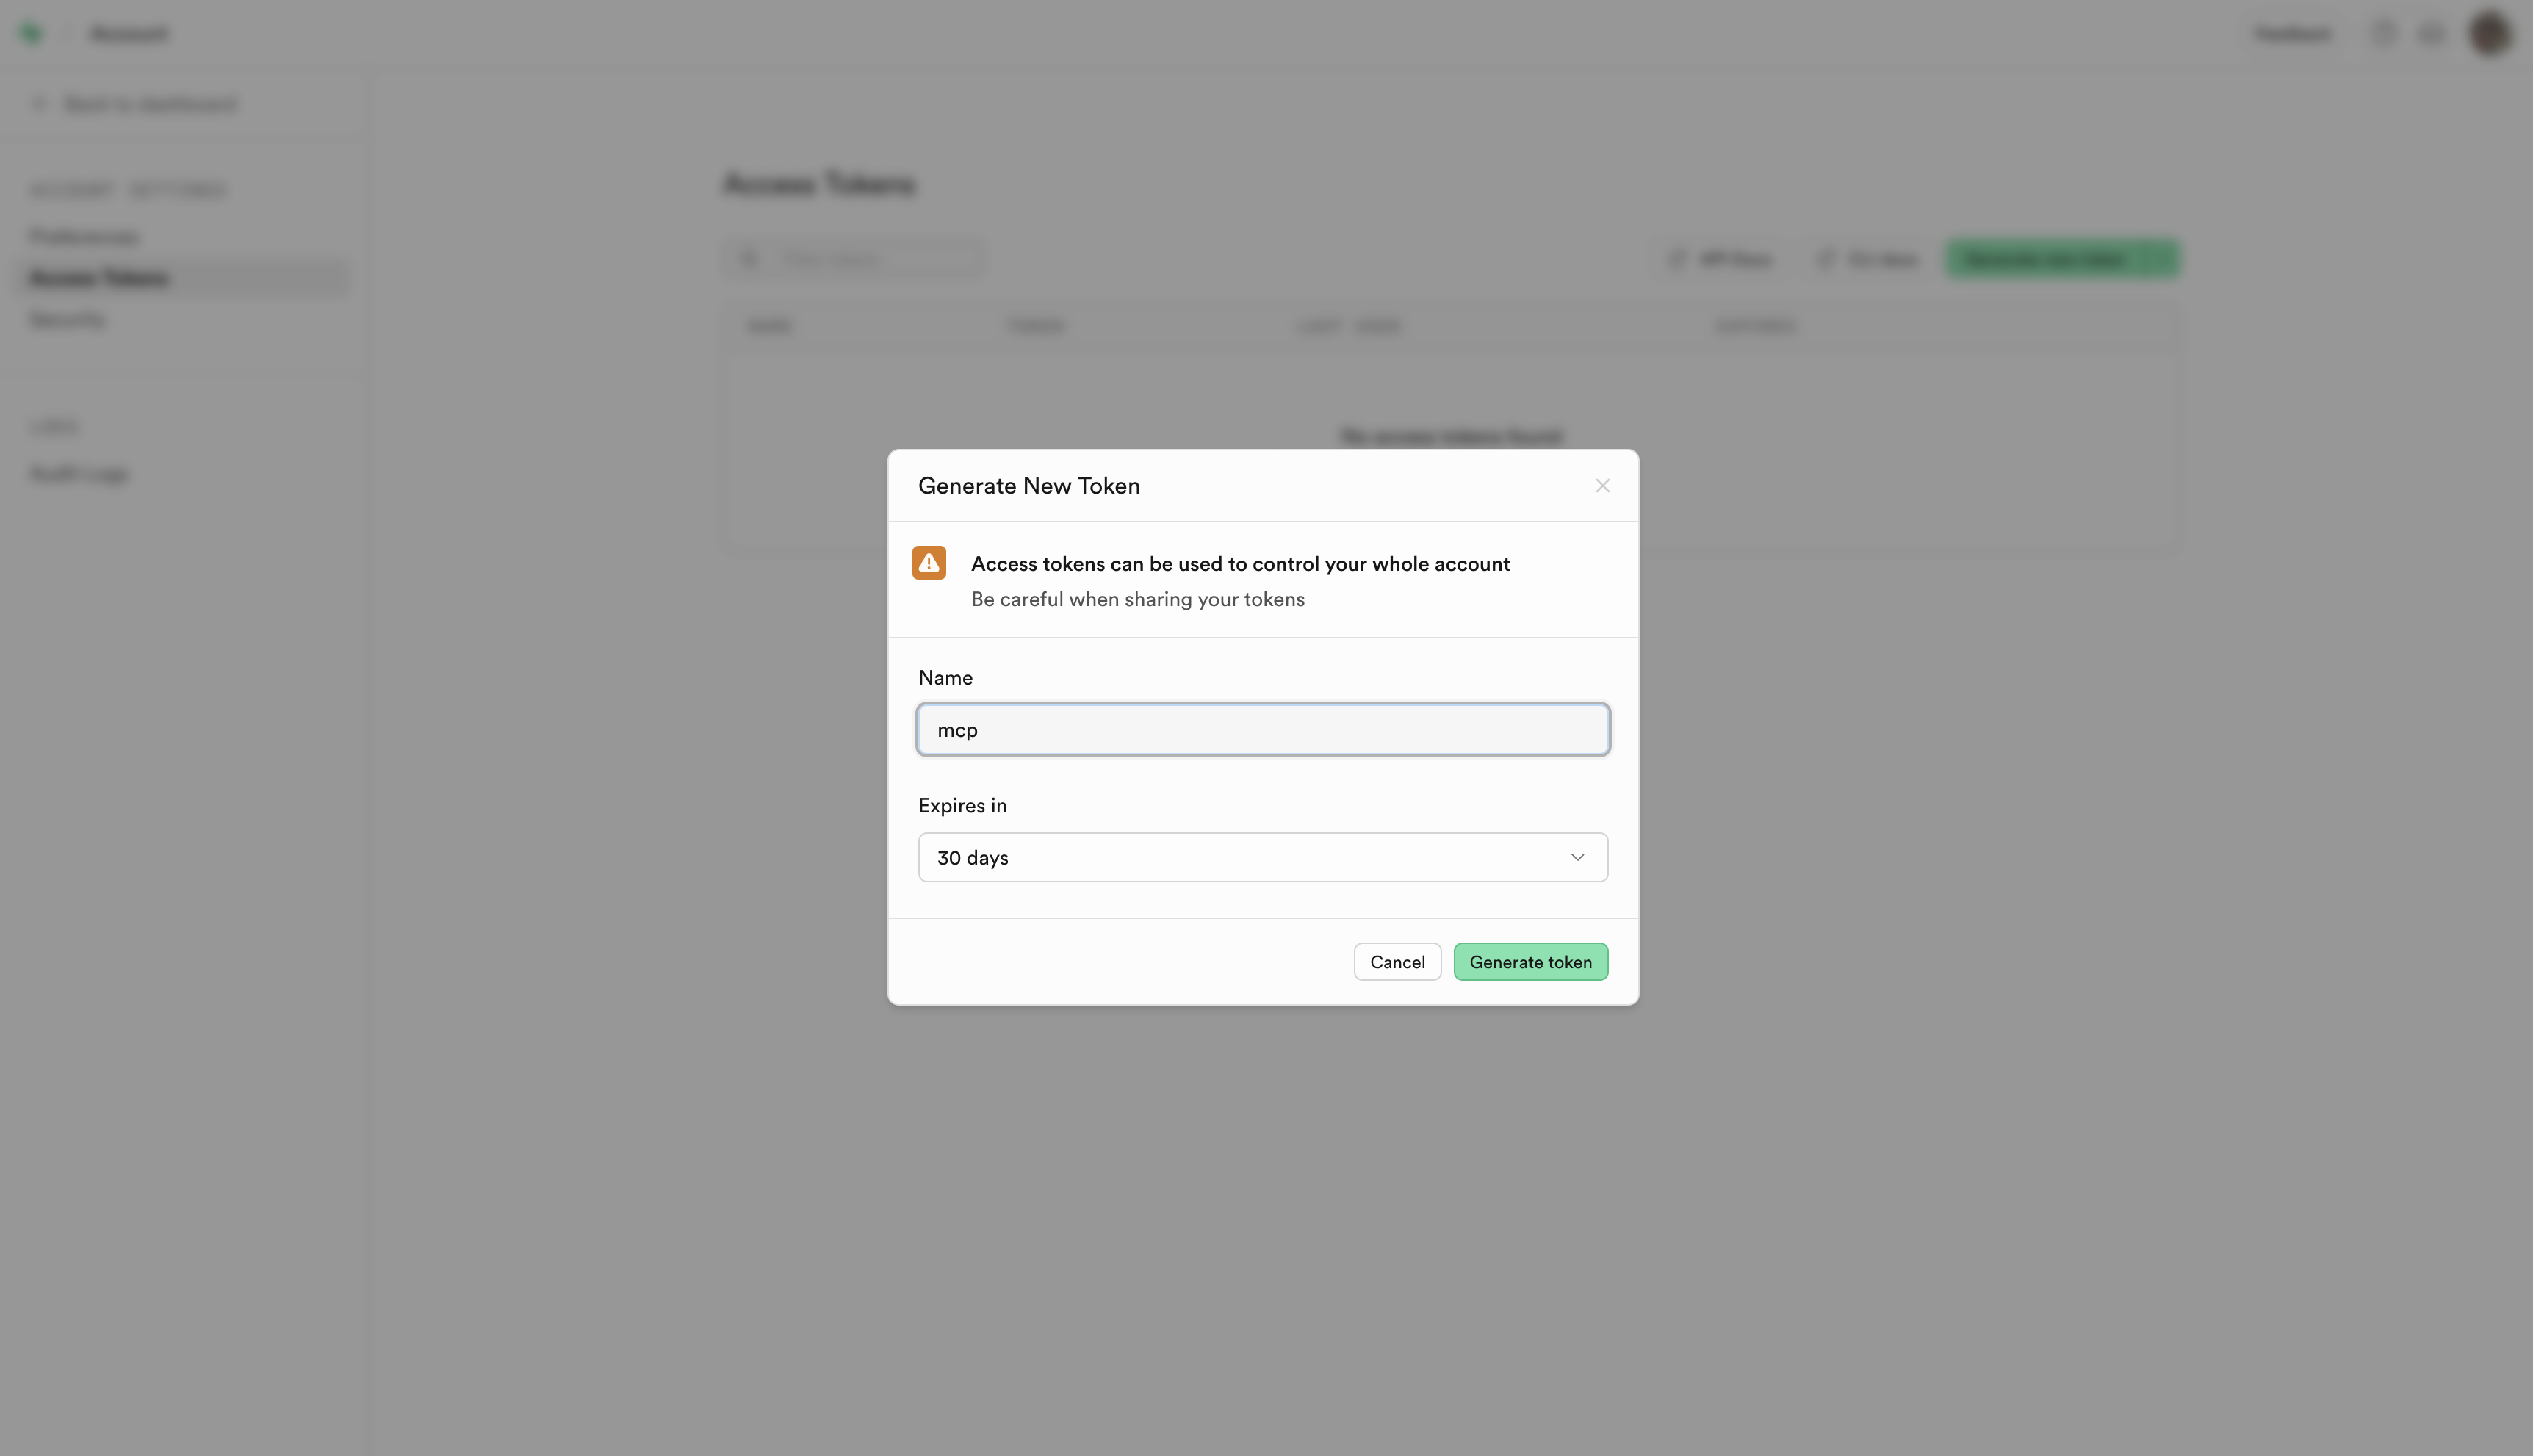 Account
Feedback
Back to dashboard
ACCOUNT SETTINGS
Preferences
Access Tokens
Security
LOGS
Audit Logs
Access Tokens
Filter tokens
API Docs
CLI docs
Generate new token
NAME
TOKEN
LAST USED
EXPIRES
No access tokens found
Generate New Token
Access tokens can be used to control your whole account
Be careful when sharing your tokens
Name
mcp
Expires in
30 days
Cancel
Generate token